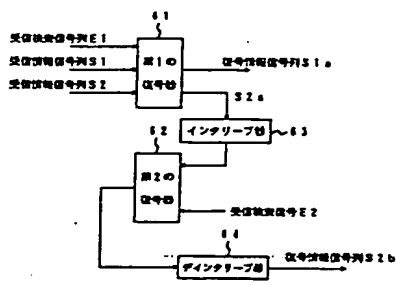 61
受信検査信号列E1
受信情報信号列S1
受信情報信号列S2
第1の
復号器
復号情報信号列S1a
S2a
インタリーブ器
63
62
第2の
復号器
受信検査信号E2
64
デインタリーブ器
復号情報信号列S2b